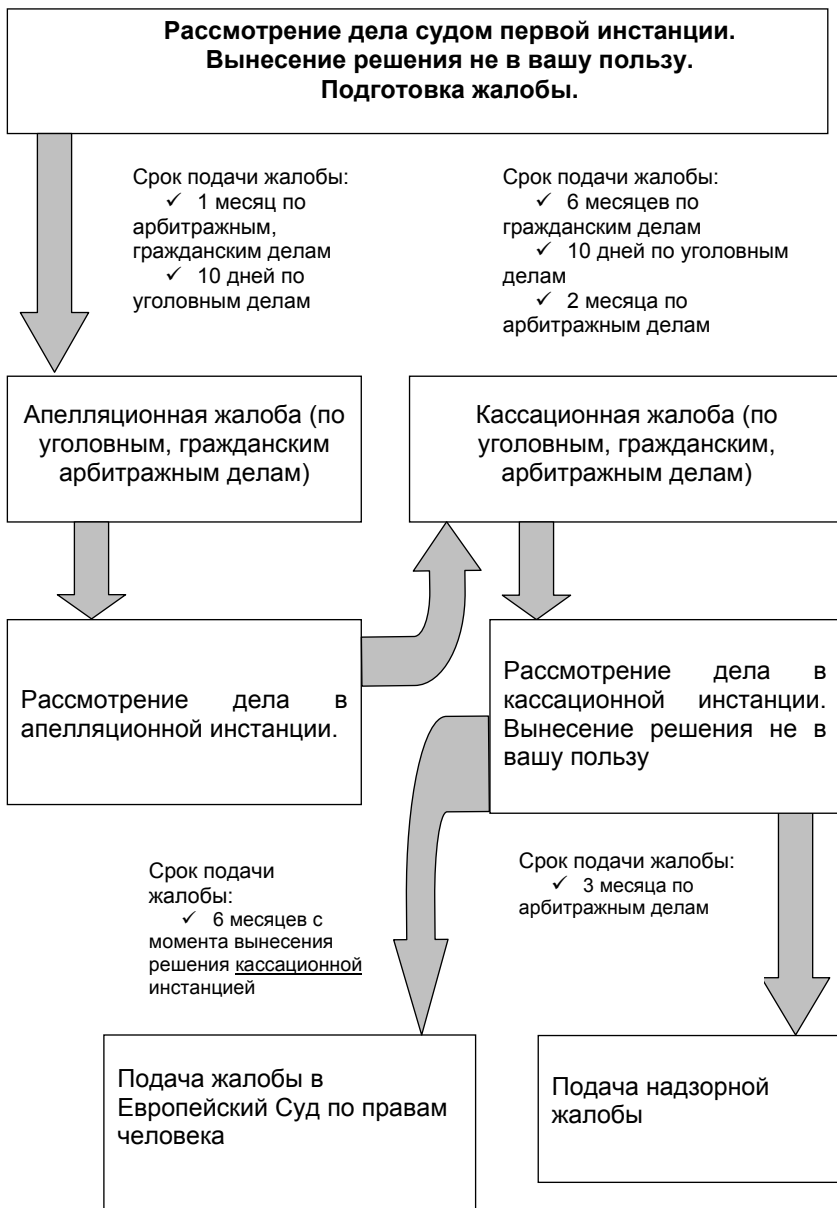 Рассмотрение дела судом первой инстанции.
Вынесение решения не в вашу пользу.
Подготовка жалобы.
Срок подачи жалобы:
✓ 1 месяц по
арбитражным,
гражданским делам
✓ 10 дней по
уголовным делам
Срок подачи жалобы:
✓ 6 месяцев по
гражданским делам
✓ 10 дней по уголовным
делам
✓ 2 месяца по
арбитражным делам
Апелляционная жалоба (по
уголовным, гражданским
арбитражным делам)
Кассационная жалоба (по
уголовным, гражданским,
арбитражным делам)
Рассмотрение дела в
апелляционной инстанции.
Рассмотрение дела в
кассационной инстанции.
Вынесение решения не в
вашу пользу
Срок подачи
жалобы:
✓ 6 месяцев с
момента вынесения
решения кассационной
инстанцией
Срок подачи жалобы:
✓ 3 месяца по
арбитражным делам
Подача жалобы в
Европейский Суд по правам
человека
Подача надзорной
жалобы